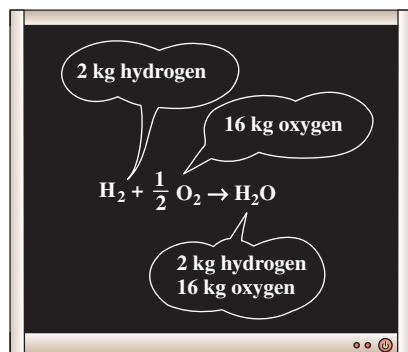 2 kg hydrogen
16 kg oxygen
H₂ + 1/2 O₂ → H₂O
2 kg hydrogen
16 kg oxygen